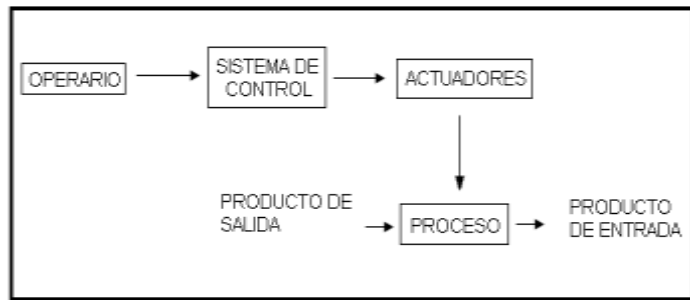 OPERARIO
SISTEMA DE
CONTROL
ACTUADORES
PRODUCTO DE
SALIDA
PROCESO
PRODUCTO
DE ENTRADA